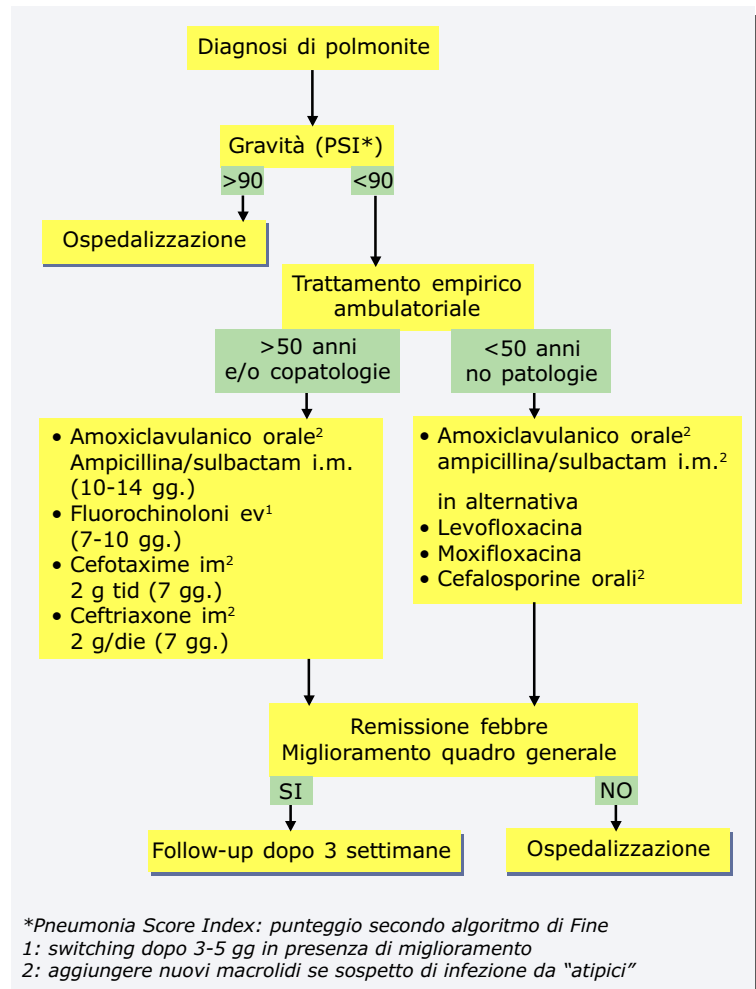 Diagnosi di polmonite
Gravità (PSI*)
>90
<90
Ospedalizzazione
Trattamento empirico
ambulatoriale
>50 anni
e/o copatologie
<50 anni
no patologie
• Amoxiclavulanico orale²
Ampicillina/sulbactam i.m.
(10-14 gg.)
• Fluorochinoloni ev¹
(7-10 gg.)
• Cefotaxime im²
2 g tid (7 gg.)
• Ceftriaxone im²
2 g/die (7 gg.)
• Amoxiclavulanico orale²
ampicillina/sulbactam i.m.²
in alternativa
• Levofloxacina
• Moxifloxacina
• Cefalosporine orali²
Remissione febbre
Miglioramento quadro generale
SI
NO
Follow-up dopo 3 settimane
Ospedalizzazione
*Pneumonia Score Index: punteggio secondo algoritmo di Fine
1: switching dopo 3-5 gg in presenza di miglioramento
2: aggiungere nuovi macrolidi se sospetto di infezione da “atipici”